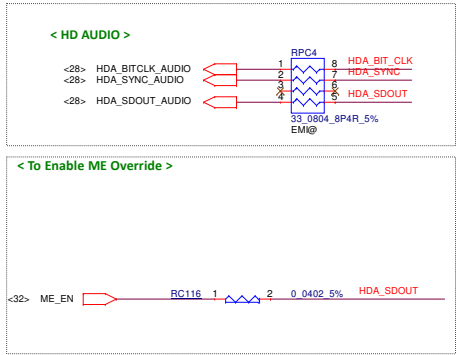 < HD AUDIO >
RPC4
<28> HDA_BITCLK_AUDIO 1 8 HDA_BIT_CLK
<28> HDA_SYNC_AUDIO 2 7 HDA_SYNC
3 6
<28> HDA_SDOUT_AUDIO 4 5 HDA_SDOUT
33_0804_8P4R_5%
EMI@
< To Enable ME Override >
<32> ME_EN RC116 1 2 0_0402_5% HDA_SDOUT